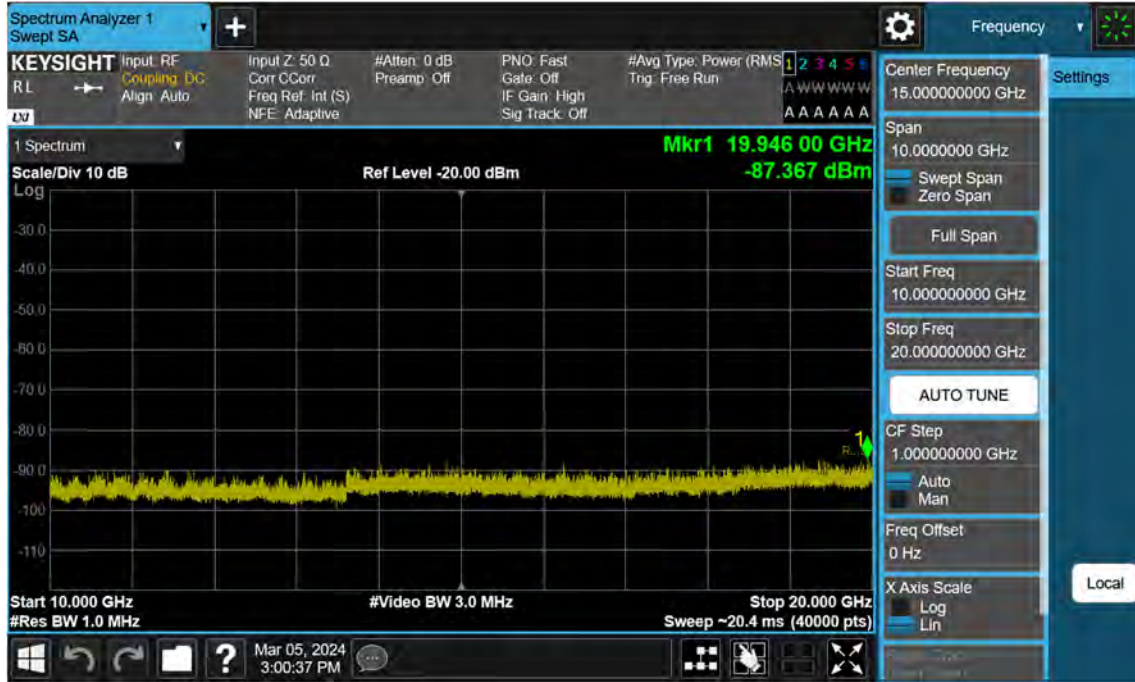 Spectrum Analyzer 1
Swept SA
Frequency
KEYSIGHT
RL
LXI
Input: RF
Coupling: DC
Align: Auto
Input Z: 50 Ω
Corr CCorr
Freq Ref: Int (S)
NFE: Adaptive
#Atten: 0 dB
Preamp: Off
PNO: Fast
Gate: Off
IF Gain: High
Sig Track: Off
#Avg Type: Power (RMS
Trig: Free Run
1 2 3 4 5 6
A W W W W W
A A A A A A
1 Spectrum
Scale/Div 10 dB
Log
Ref Level -20.00 dBm
Mkr1 19.946 00 GHz
-87.367 dBm
-30.0
-40.0
-50.0
-60.0
-70.0
-80.0
-90.0
-100
-110
1
Start 10.000 GHz
#Res BW 1.0 MHz
#Video BW 3.0 MHz
Stop 20.000 GHz
Sweep ~20.4 ms (40000 pts)
Center Frequency
15.000000000 GHz
Span
10.0000000 GHz
Swept Span
Zero Span
Full Span
Start Freq
10.000000000 GHz
Stop Freq
20.000000000 GHz
AUTO TUNE
CF Step
1.000000000 GHz
Auto
Man
Freq Offset
0 Hz
X Axis Scale
Log
Lin
Settings
Local
?
Mar 05, 2024
3:00:37 PM